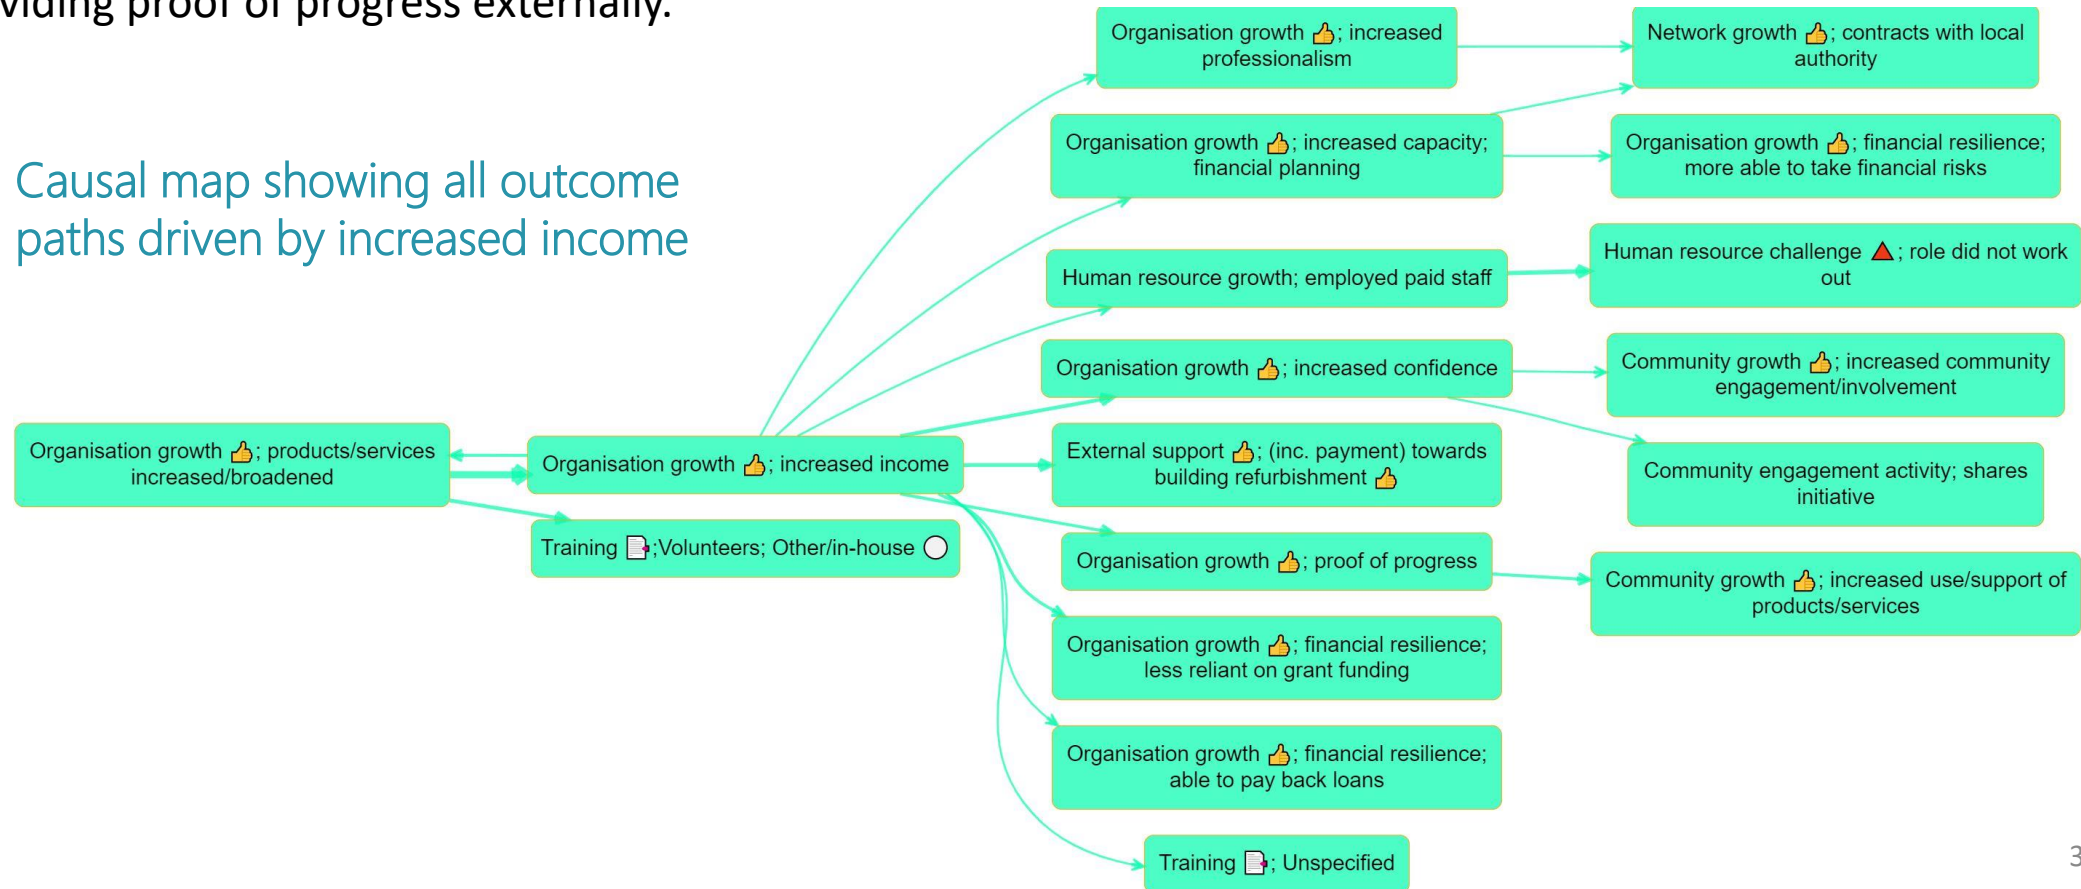 viding proof of progress externally.
Causal map showing all outcome
paths driven by increased income
Organisation growth 👍; products/services
increased/broadened
Organisation growth 👍; increased income
Training 📑;Volunteers; Other/in-house ⚪
Organisation growth 👍; increased
professionalism
Organisation growth 👍; increased capacity;
financial planning
Human resource growth; employed paid staff
Organisation growth 👍; increased confidence
External support 👍; (inc. payment) towards
building refurbishment 👍
Organisation growth 👍; proof of progress
Organisation growth 👍; financial resilience;
less reliant on grant funding
Organisation growth 👍; financial resilience;
able to pay back loans
Training 📑; Unspecified
Network growth 👍; contracts with local
authority
Organisation growth 👍; financial resilience;
more able to take financial risks
Human resource challenge 🔺; role did not work
out
Community growth 👍; increased community
engagement/involvement
Community engagement activity; shares
initiative
Community growth 👍; increased use/support of
products/services
3